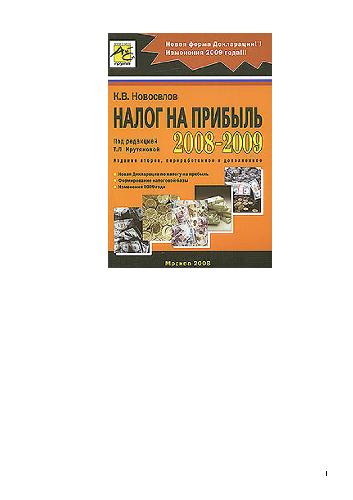 Новая форма Декларации!!!
Изменения 2009 года!!!
К.В. Новоселов
НАЛОГ НА ПРИБЫЛЬ
Под редакцией
Т.Л. Крутяковой
2008-2009
Издание второе, переработанное и дополненное
• Новая Декларация по налогу на прибыль
• Формирование налоговой базы
• Изменения 2009 года
Москва 2008